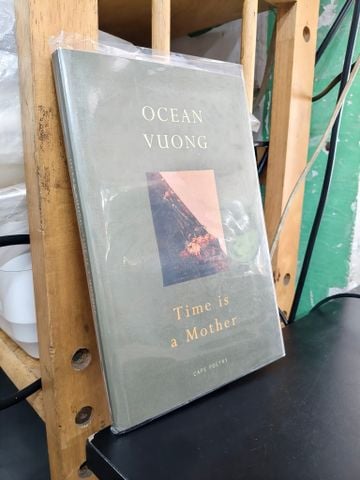 OCEAN
VUONG
Time is
a Mother
CAPE POETRY